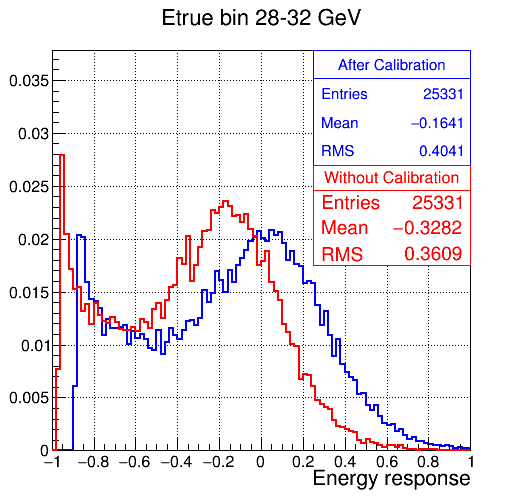 Etrue bin 28-32 GeV
After Calibration
Entries 25331
Mean −0.1641
RMS 0.4041
Without Calibration
Entries 25331
Mean −0.3282
RMS 0.3609
0.035
0.03
0.025
0.02
0.015
0.01
0.005
0
−1 −0.8 −0.6 −0.4 −0.2 0 0.2 0.4 0.6 0.8 1
Energy response